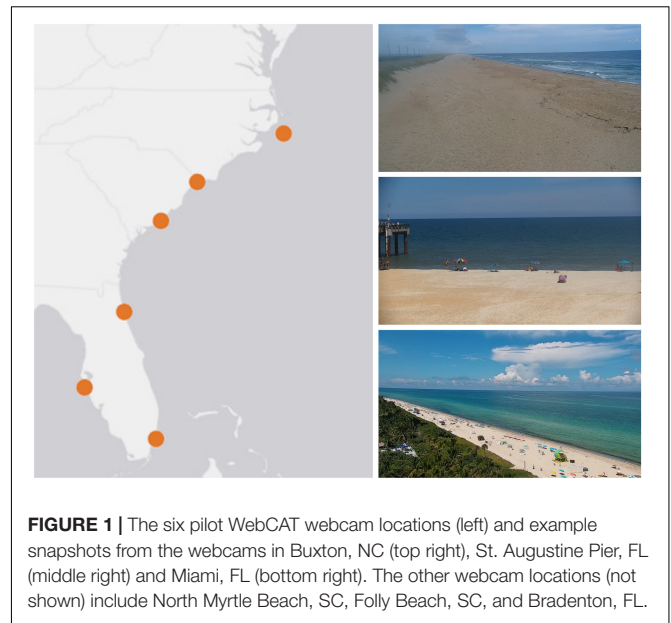 FIGURE 1 | The six pilot WebCAT webcam locations (left) and example
snapshots from the webcams in Buxton, NC (top right), St. Augustine Pier, FL
(middle right) and Miami, FL (bottom right). The other webcam locations (not
shown) include North Myrtle Beach, SC, Folly Beach, SC, and Bradenton, FL.